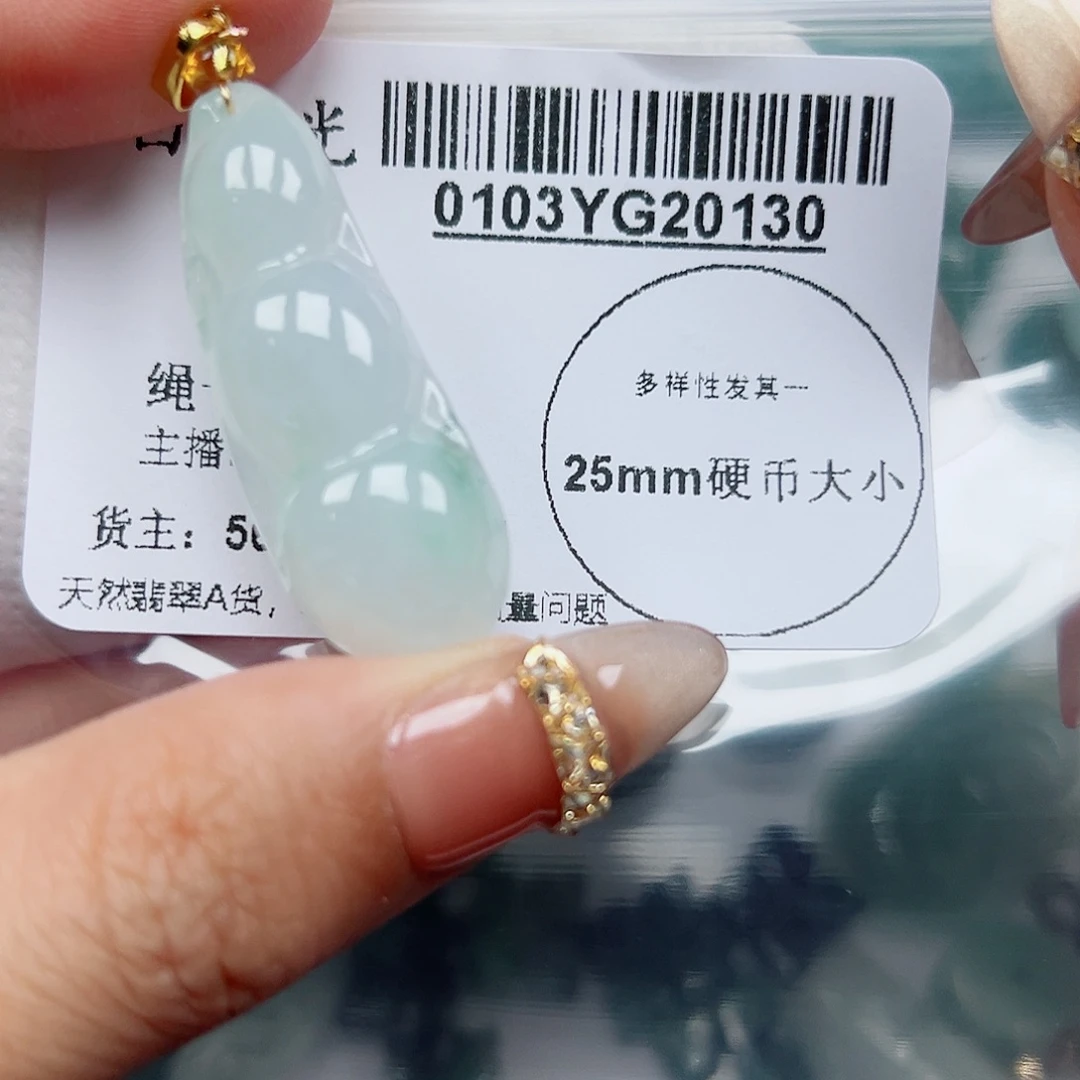 光
0103YG20130
多样性发其一
25mm硬币大小
绳
主播
货主：5
天然翡翠A货，量问题